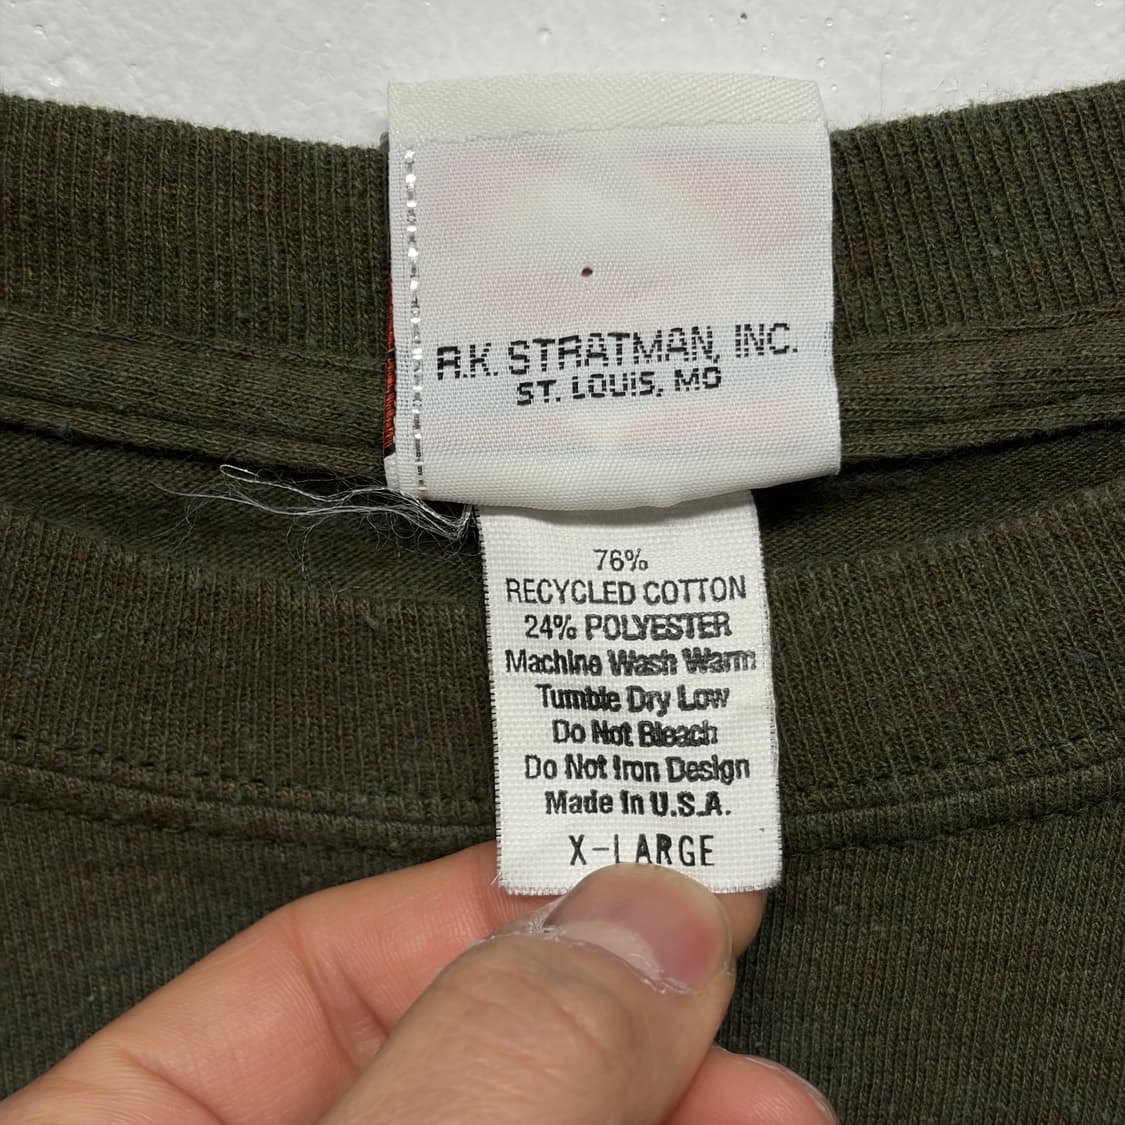 R.K. STRATMAN, INC.
ST. LOUIS, MO
76%
RECYCLED COTTON
24% POLYESTER
Machine Wash Warm
Tumble Dry Low
Do Not Bleach
Do Not Iron Design
Made In U.S.A.
X-LARGE